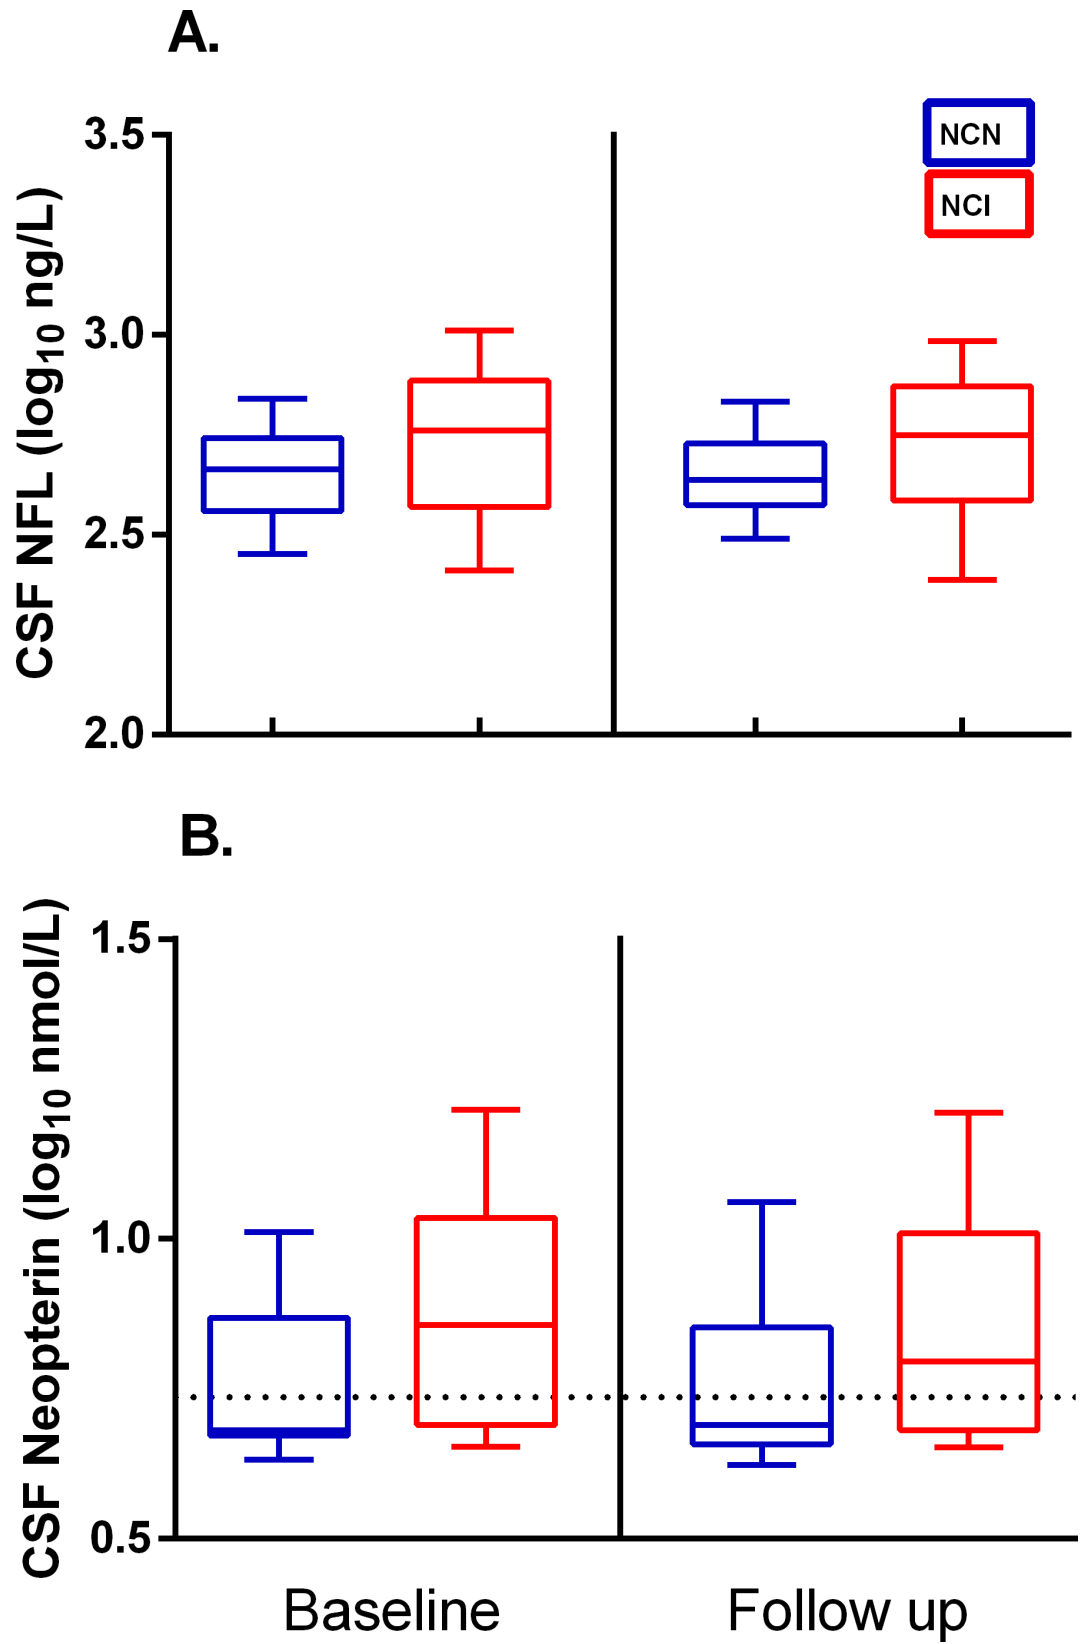 A.
CSF NFL (log10 ng/L)
3.5
3.0
2.5
2.0
NCN
NCI
B.
CSF Neopterin (log10 nmol/L)
1.5
1.0
0.5
Baseline Follow up